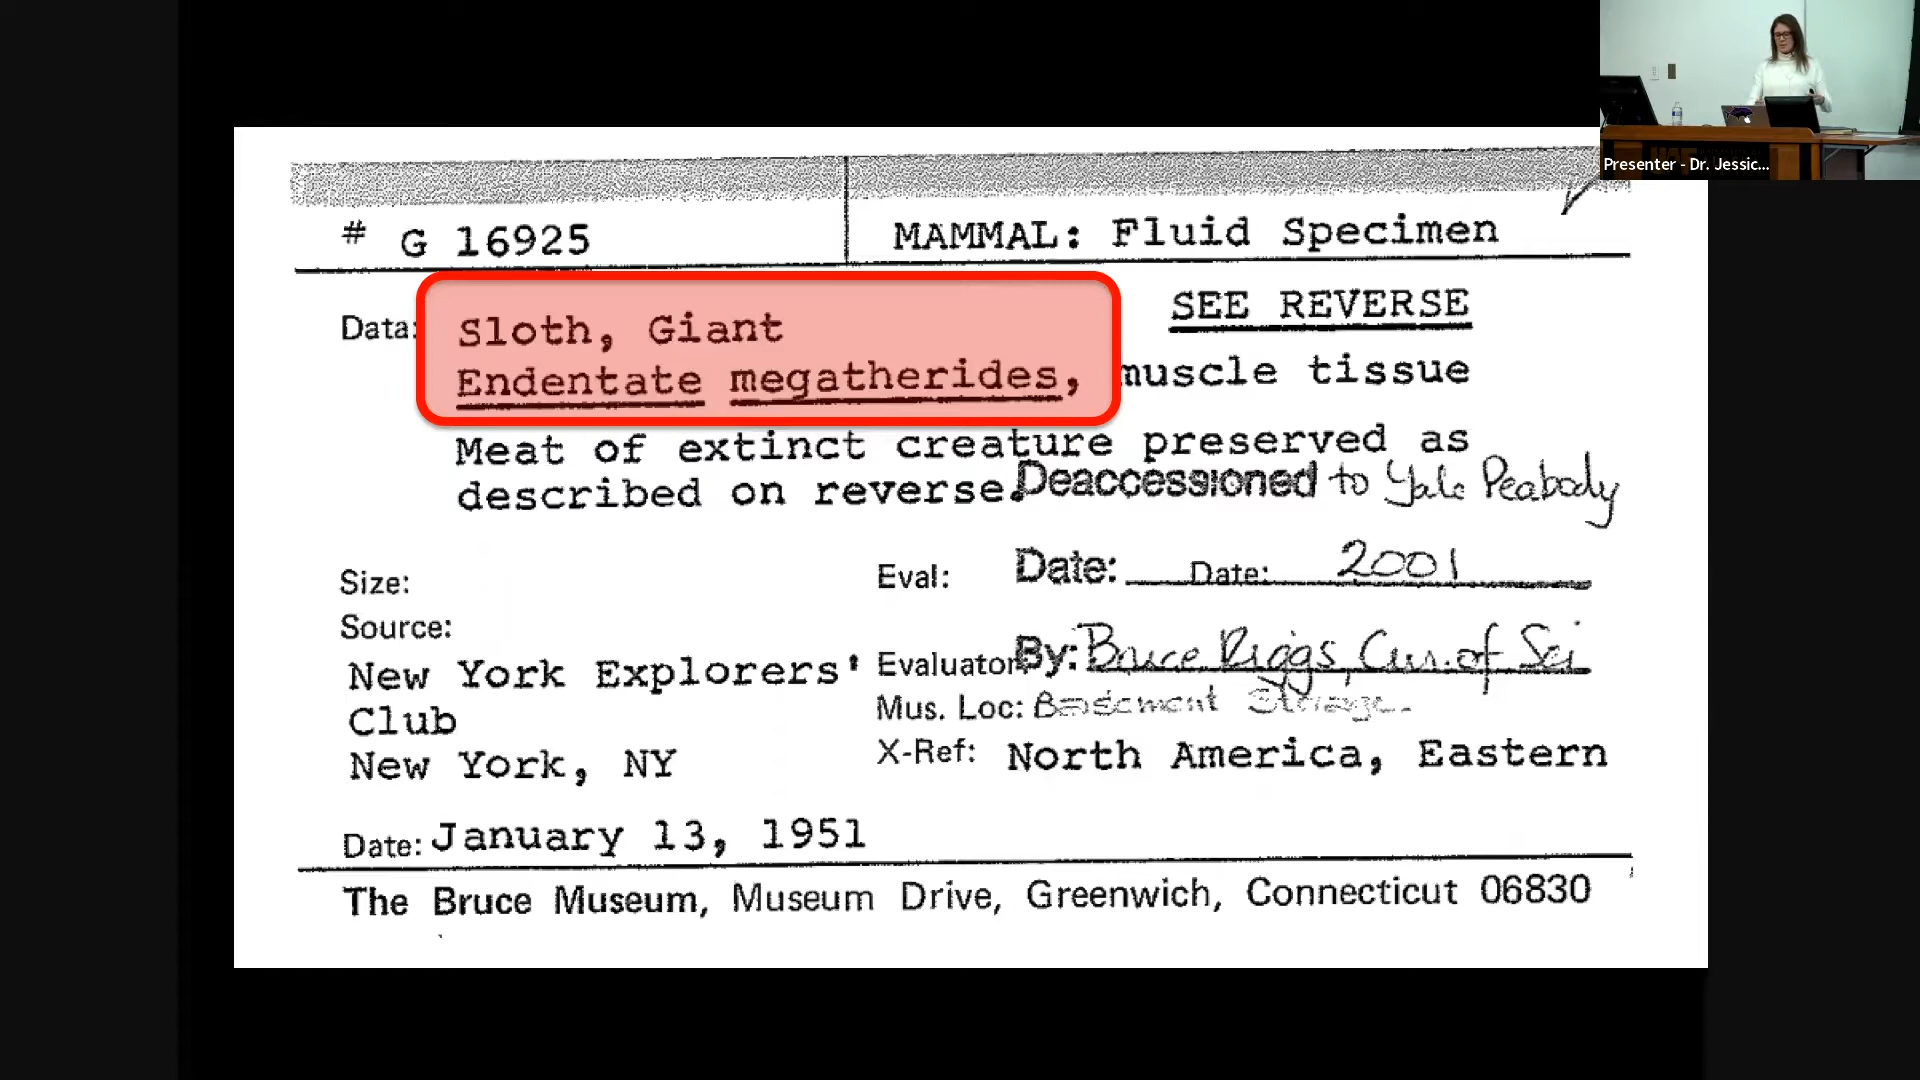 Presenter - Dr. Jessic...
# G 16925
MAMMAL: Fluid Specimen
SEE REVERSE
Data: Sloth, Giant
Endentate megatherides, muscle tissue
Meat of extinct creature preserved as
described on reverse. Deaccessioned to Yale Peabody
Size:
Eval:
Date: Date: 2001
Source:
New York Explorers'
Club
New York, NY
Evaluator By: Bruce Riggs, Cur. of Sci
Mus. Loc: Basement Storage.
X-Ref: North America, Eastern
Date: January 13, 1951
The Bruce Museum, Museum Drive, Greenwich, Connecticut 06830